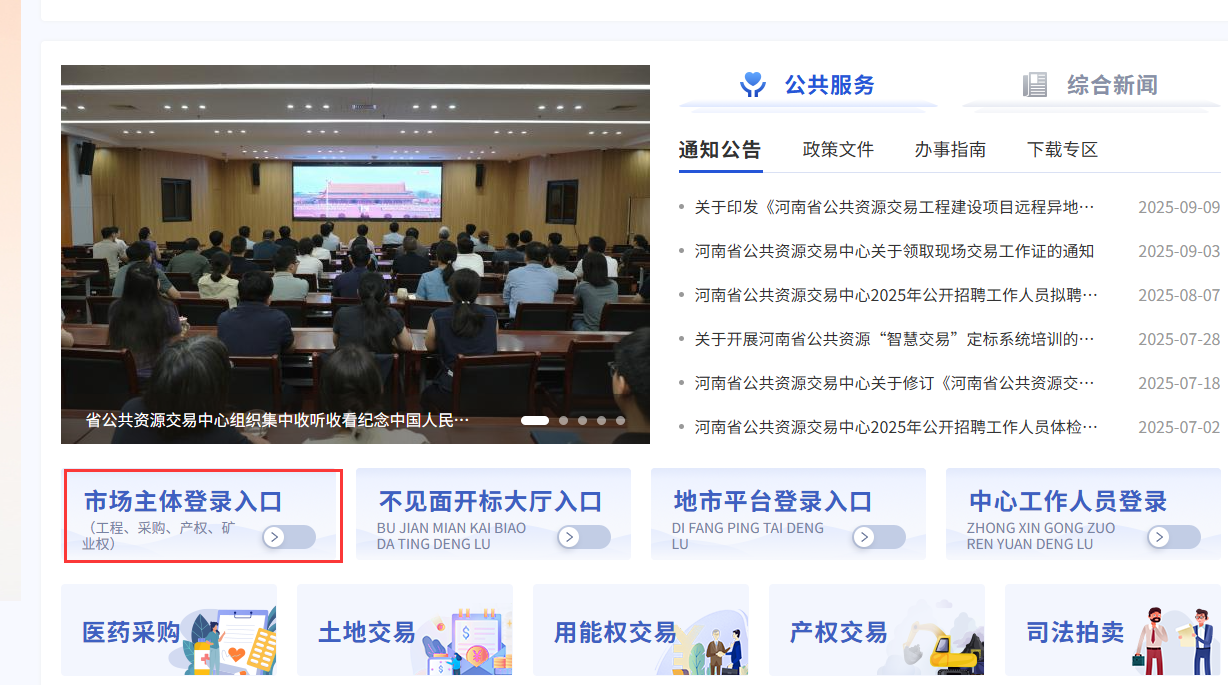 公共服务
综合新闻
通知公告
政策文件
办事指南
下载专区
关于印发《河南省公共资源交易工程建设项目远程异地… 2025-09-09
河南省公共资源交易中心关于领取现场交易工作证的通知 2025-09-03
河南省公共资源交易中心2025年公开招聘工作人员拟聘… 2025-08-07
关于开展河南省公共资源“智慧交易”定标系统培训的… 2025-07-28
河南省公共资源交易中心关于修订《河南省公共资源交… 2025-07-18
河南省公共资源交易中心2025年公开招聘工作人员体检… 2025-07-02
省公共资源交易中心组织集中收听收看纪念中国人民…
市场主体登录入口
（工程、采购、产权、矿
业权）
不见面开标大厅入口
BU JIAN MIAN KAI BIAO
DA TING DENG LU
地市平台登录入口
DI FANG PING TAI DENG
LU
中心工作人员登录
ZHONG XIN GONG ZUO
REN YUAN DENG LU
医药采购
土地交易
用能权交易
产权交易
司法拍卖